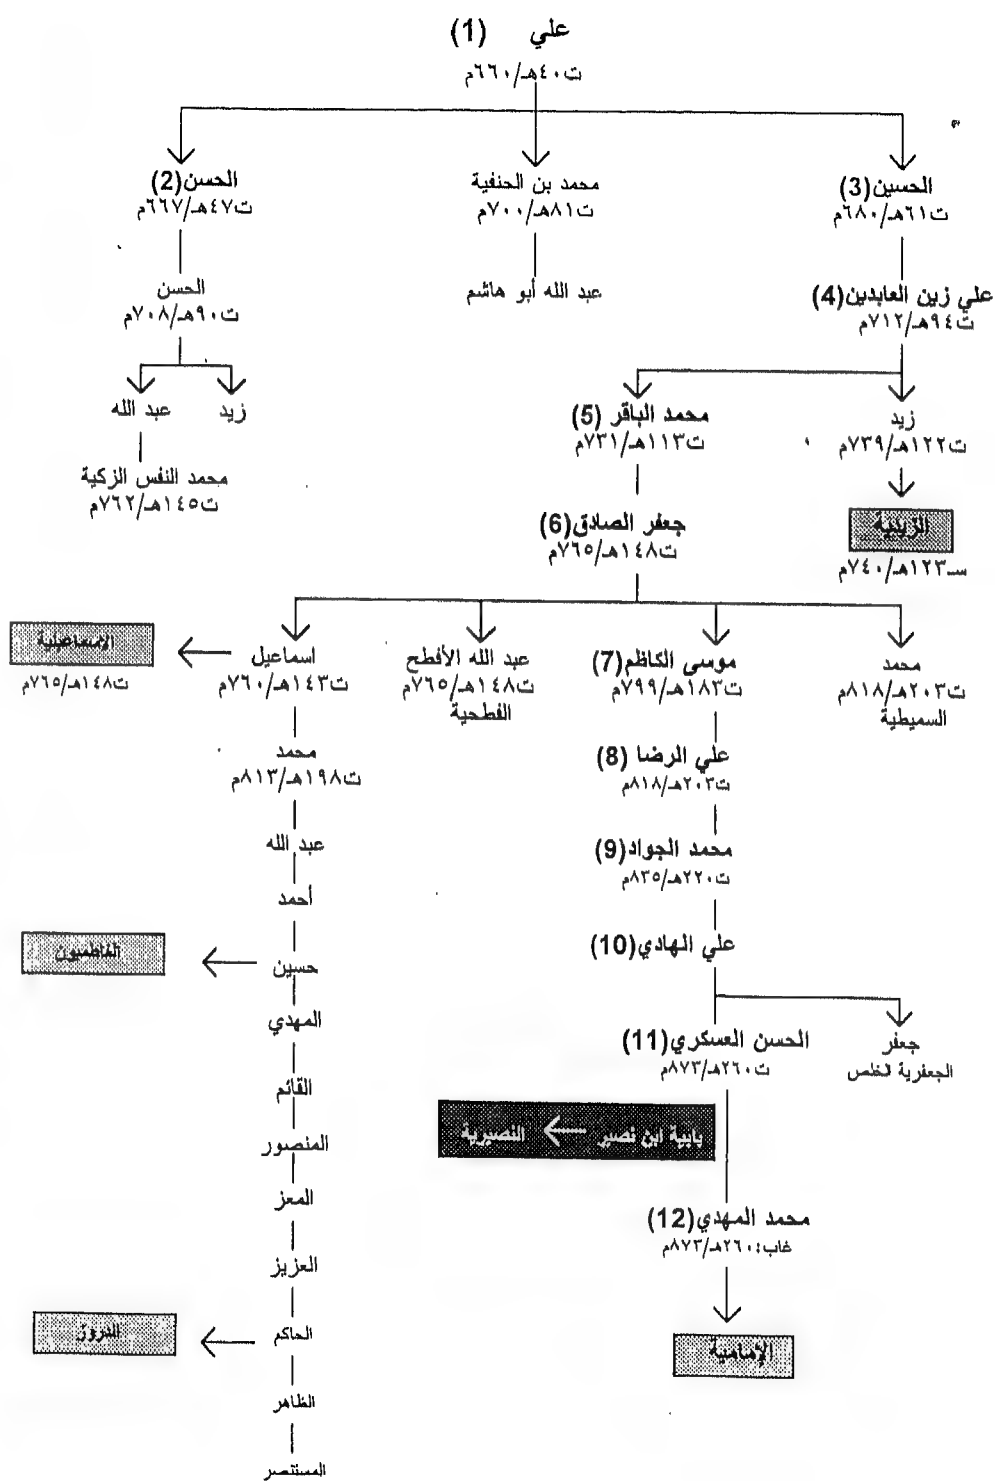 علي (1)
ت٤٠هـ/٦٦٠م
الحسين(3)
ت٦١هـ/٦٨٠م
محمد بن الحنفية
ت٨١هـ/٧٠٠م
الحسن(2)
ت٤٧هـ/٦٦٧م
علي زين العابدين(4)
ت٩٤هـ/٧١٢م
عبد الله أبو هاشم
الحسن
ت٩٠هـ/٧٠٨م
زيد
ت١٢٢هـ/٧٣٩م
محمد الباقر (5)
ت١١٣هـ/٧٣١م
زيد
عبد الله
محمد النفس الزكية
ت١٤٥هـ/٧٦٢م
الزيدية
سـ١٢٣هـ/٧٤٠م
جعفر الصادق(6)
ت١٤٨هـ/٧٦٥م
محمد
ت٢٠٣هـ/٨١٨م
السميطية
موسى الكاظم(7)
ت١٨٣هـ/٧٩٩م
عبد الله الأفطح
ت١٤٨هـ/٧٦٥م
الفطحية
اسماعيل
ت١٤٣هـ/٧٦٠م
الإسماعيلية
ت١٤٨هـ/٧٦٥م
علي الرضا (8)
ت٢٠٣هـ/٨١٨م
محمد
ت١٩٨هـ/٨١٣م
محمد الجواد(9)
ت٢٢٠هـ/٨٣٥م
عبد الله
أحمد
علي الهادي(10)
حسين
الفاطميون
المهدي
جعفر
الجعفرية الخلص
الحسن العسكري(11)
ت٢٦٠هـ/٨٧٣م
القائم
بابية ابن نصير
النصيرية
المنصور
المعز
محمد المهدي(12)
غاب:٢٦٠هـ/٨٧٣م
العزيز
الحاكم
الدروز
الإمامية
الظاهر
المستنصر